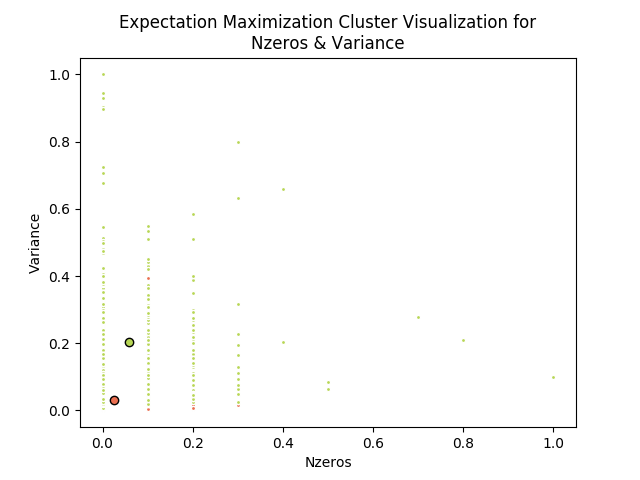 Expectation Maximization Cluster Visualization for
Nzeros & Variance
1.0
0.8
0.6
0.4
0.2
0.0
Variance
0.0 0.2 0.4 0.6 0.8 1.0
Nzeros